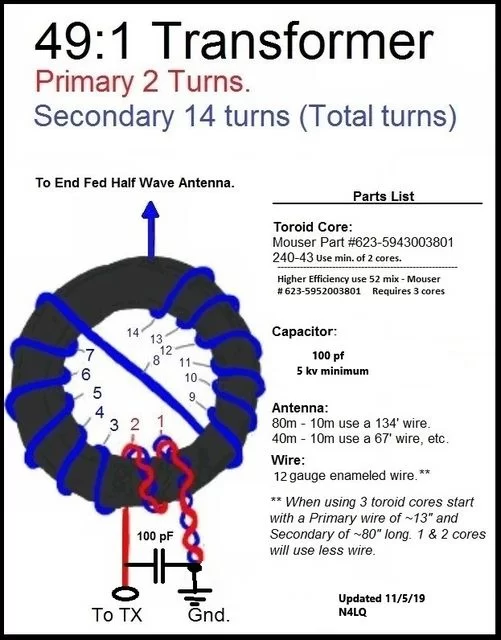 49:1 Transformer
Primary 2 Turns.
Secondary 14 turns (Total turns)
To End Fed Half Wave Antenna.
14
13
12
11
10
9
8
7
6
5
4
3
2
1
100 pF
To TX
Gnd.
Parts List
Toroid Core:
Mouser Part #623-5943003801
240-43 Use min. of 2 cores.
Higher Efficiency use 52 mix - Mouser
# 623-5952003801 Requires 3 cores
Capacitor:
100 pf
5 kv minimum
Antenna:
80m - 10m use a 134' wire.
40m - 10m use a 67' wire, etc.
Wire:
12 gauge enameled wire.**
** When using 3 toroid cores start
with a Primary wire of ~13" and
Secondary of ~80" long. 1 & 2 cores
will use less wire.
Updated 11/5/19
N4LQ